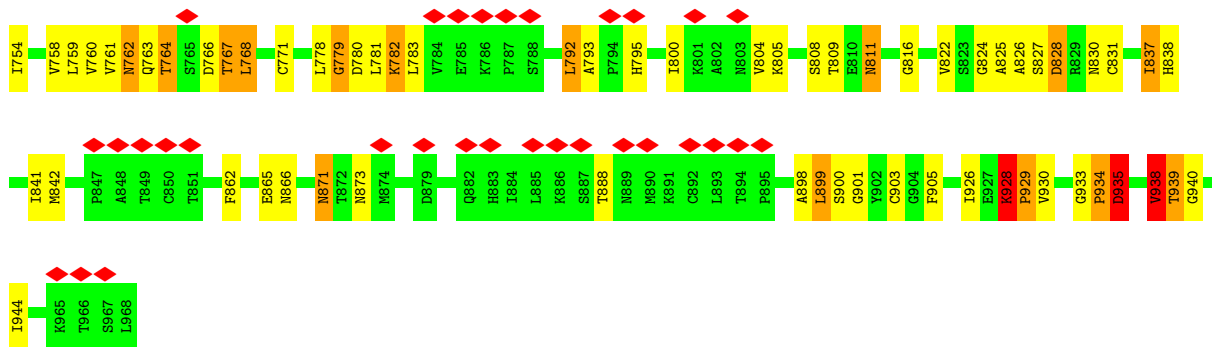 I754 V758 L759 V760 V761 N762 Q763 T764 S765 D766 T767 L768 C771 L778 G779 D780 L781 K782 L783 V784 E785 K786 P787 S788 L792 A793 P794 H795 I800 K801 A802 N803 V804 K805 S808 T809 E810 N811 G816 V822 S823 G824 A825 A826 S827 D828 R829 N830 C831 I837 H838
I841 M842 P847 A848 T849 C850 T851 F862 E865 N866 N871 T872 N873 M874 D879 Q882 H883 I884 L885 K886 S887 T888 N889 M890 K891 C892 L893 T894 P895 A898 L899 S900 G901 Y902 C903 G904 F905 I926 E927 K928 P929 V930 G933 P934 D935 V938 T939 G940
I944 K965 T966 S967 L968